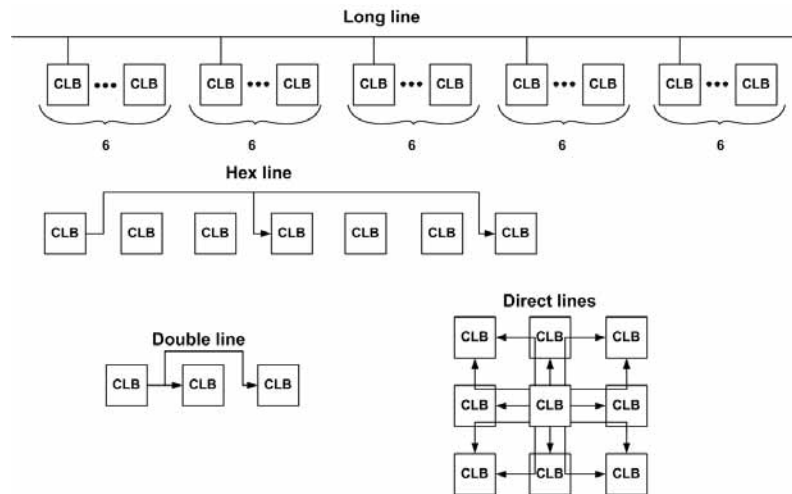 Long line
CLB ••• CLB CLB ••• CLB CLB ••• CLB CLB ••• CLB CLB ••• CLB
6 6 6 6 6
Hex line
CLB CLB CLB CLB CLB CLB CLB
Double line
CLB CLB CLB
Direct lines
CLB CLB CLB
CLB CLB CLB
CLB CLB CLB